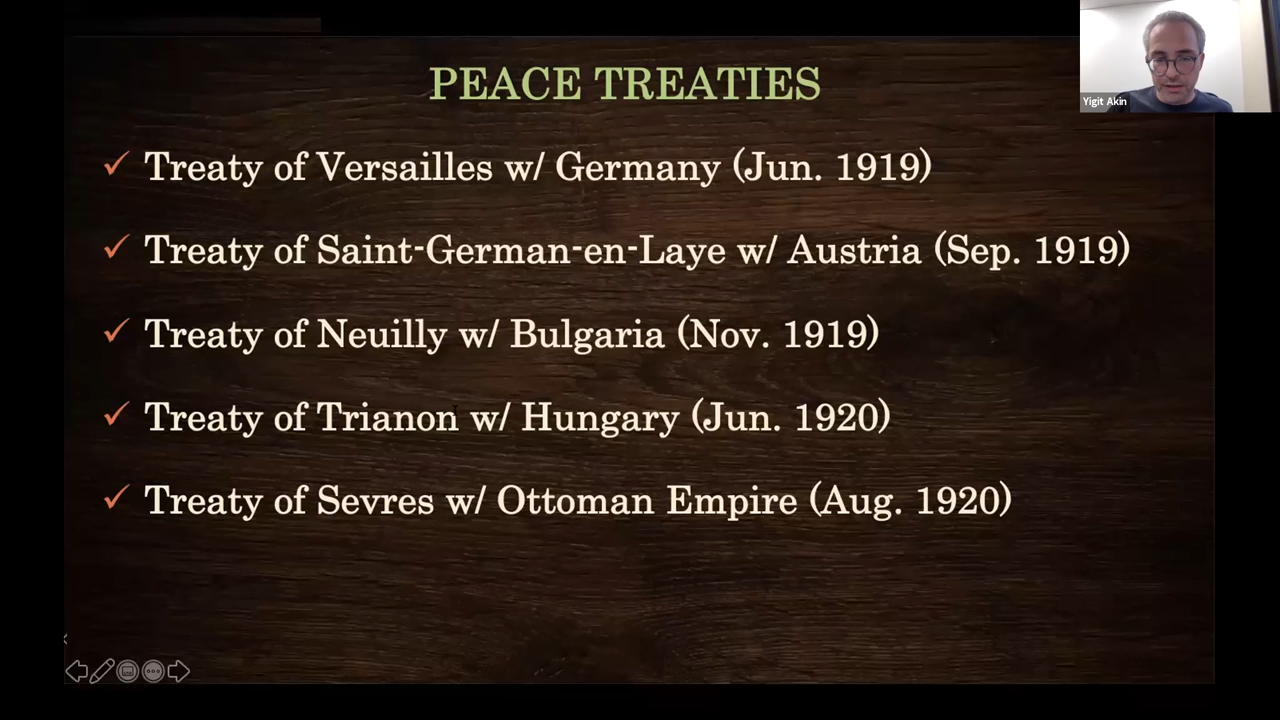 PEACE TREATIES
Yigit Akin
✓ Treaty of Versailles w/ Germany (Jun. 1919)
✓ Treaty of Saint-German-en-Laye w/ Austria (Sep. 1919)
✓ Treaty of Neuilly w/ Bulgaria (Nov. 1919)
✓ Treaty of Trianon w/ Hungary (Jun. 1920)
✓ Treaty of Sevres w/ Ottoman Empire (Aug. 1920)